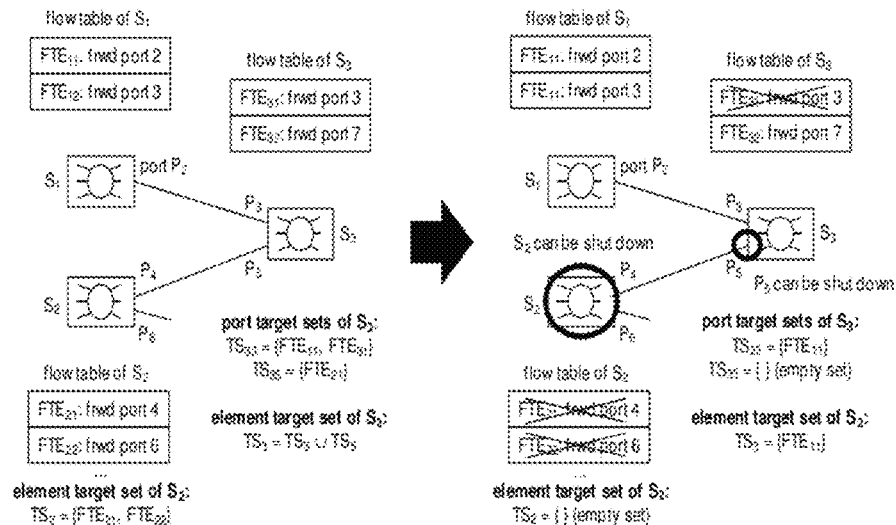 flow table of S₁
FTE₁₁: frwd port 2
FTE₁₂: frwd port 3
flow table of S₃
FTE₃₁: frwd port 3
FTE₃₂: frwd port 7
S₁
port P₂
P₃
S₃
P₄
P₅
S₂
P₆
port target sets of S₃:
TS₃₃ = {FTE₁₁, FTE₃₁}
TS₃₅ = {FTE₂₁}
flow table of S₂
FTE₂₁: frwd port 4
FTE₂₂: frwd port 6
...
element target set of S₃:
TS₃ = TS₃ ∪ TS₅
element target set of S₂:
TS₂ = {FTE₂₁, FTE₂₂}
flow table of S₁
FTE₁₁: frwd port 2
FTE₁₁: frwd port 3
flow table of S₃
frwd port 3
FTE₃₂: frwd port 7
S₁
port P₂
P₃
S₃
S₂ can be shut down
P₄
P₅
P₅ can be shut down
S₂
P₆
port target sets of S₃:
TS₃₃ = {FTE₁₁}
TS₃₅ = { } (empty set)
flow table of S₂
frwd port 4
frwd port 6
...
element target set of S₂:
TS₃ = {FTE₁₁}
element target set of S₂:
TS₂ = { } (empty set)